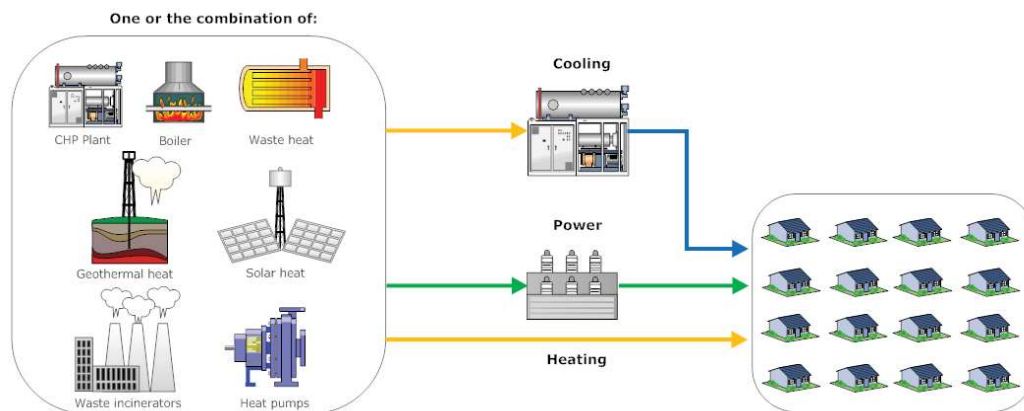 One or the combination of:
CHP Plant
Boiler
Waste heat
Cooling
Geothermal heat
Solar heat
Power
Waste incinerators
Heat pumps
Heating